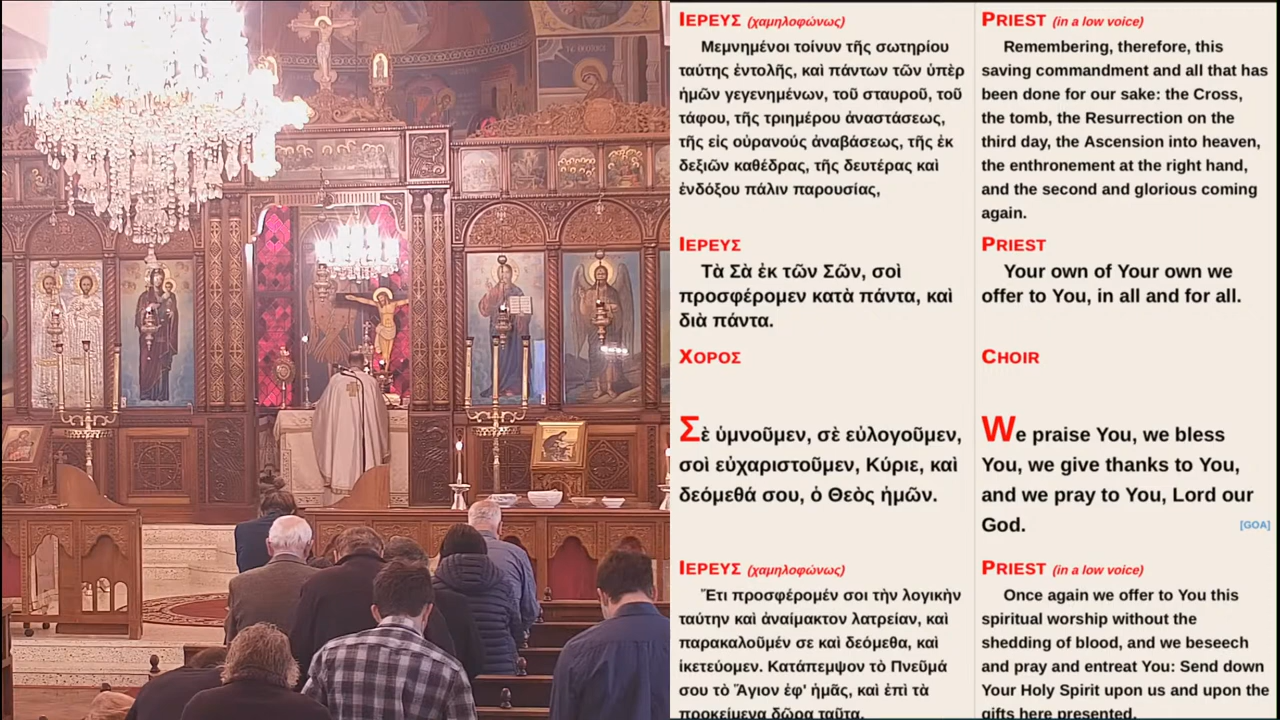 ΙΕΡΕΥΣ (χαμηλοφώνως)
Μεμνημένοι τοίνυν τῆς σωτηρίου
ταύτης ἐντολῆς, καὶ πάντων τῶν ὑπὲρ
ἡμῶν γεγενημένων, τοῦ σταυροῦ, τοῦ
τάφου, τῆς τριημέρου ἀναστάσεως,
τῆς εἰς οὐρανοὺς ἀναβάσεως, τῆς ἐκ
δεξιῶν καθέδρας, τῆς δευτέρας καὶ
ἐνδόξου πάλιν παρουσίας,
ΙΕΡΕΥΣ
Τὰ Σὰ ἐκ τῶν Σῶν, σοὶ
προσφέρομεν κατὰ πάντα, καὶ
διὰ πάντα.
ΧΟΡΟΣ
Σὲ ὑμνοῦμεν, σὲ εὐλογοῦμεν,
σοὶ εὐχαριστοῦμεν, Κύριε, καὶ
δεόμεθά σου, ὁ Θεὸς ἡμῶν.
ΙΕΡΕΥΣ (χαμηλοφώνως)
Ἔτι προσφέρομέν σοι τὴν λογικὴν
ταύτην καὶ ἀναίμακτον λατρείαν, καὶ
παρακαλοῦμέν σε καὶ δεόμεθα, καὶ
ἱκετεύομεν. Κατάπεμψον τὸ Πνεῦμά
σου τὸ Ἅγιον ἐφ' ἡμᾶς, καὶ ἐπὶ τὰ
προκείμενα δῶρα ταῦτα.
PRIEST (in a low voice)
Remembering, therefore, this
saving commandment and all that has
been done for our sake: the Cross,
the tomb, the Resurrection on the
third day, the Ascension into heaven,
the enthronement at the right hand,
and the second and glorious coming
again.
PRIEST
Your own of Your own we
offer to You, in all and for all.
CHOIR
We praise You, we bless
You, we give thanks to You,
and we pray to You, Lord our
God.
[GOA]
PRIEST (in a low voice)
Once again we offer to You this
spiritual worship without the
shedding of blood, and we beseech
and pray and entreat You: Send down
Your Holy Spirit upon us and upon the
gifts here presented.